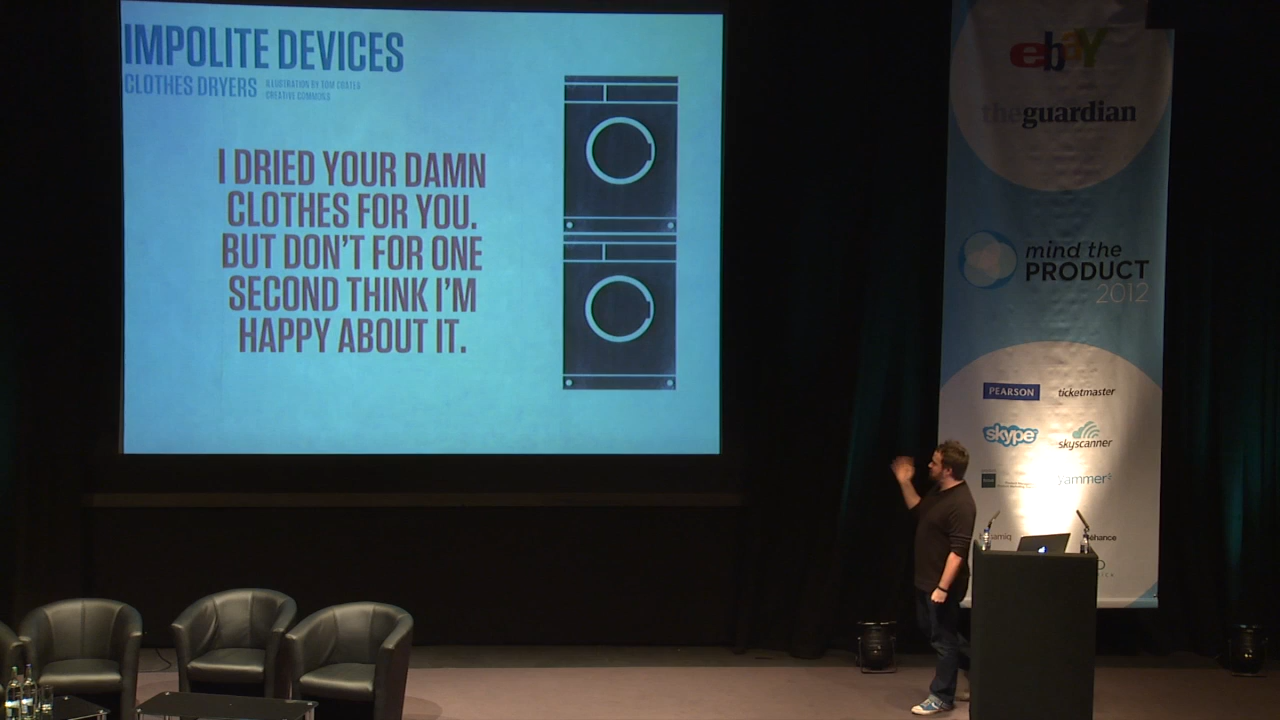 IMPOLITE DEVICES
CLOTHES DRYERS
ILLUSTRATION BY TOM COATES
CREATIVE COMMONS
I DRIED YOUR DAMN
CLOTHES FOR YOU.
BUT DON'T FOR ONE
SECOND THINK I'M
HAPPY ABOUT IT.
ebaY
theguardian
mind the
PRODUCT
2012
PEARSON
ticketmaster
skype
skyscanner
yammer